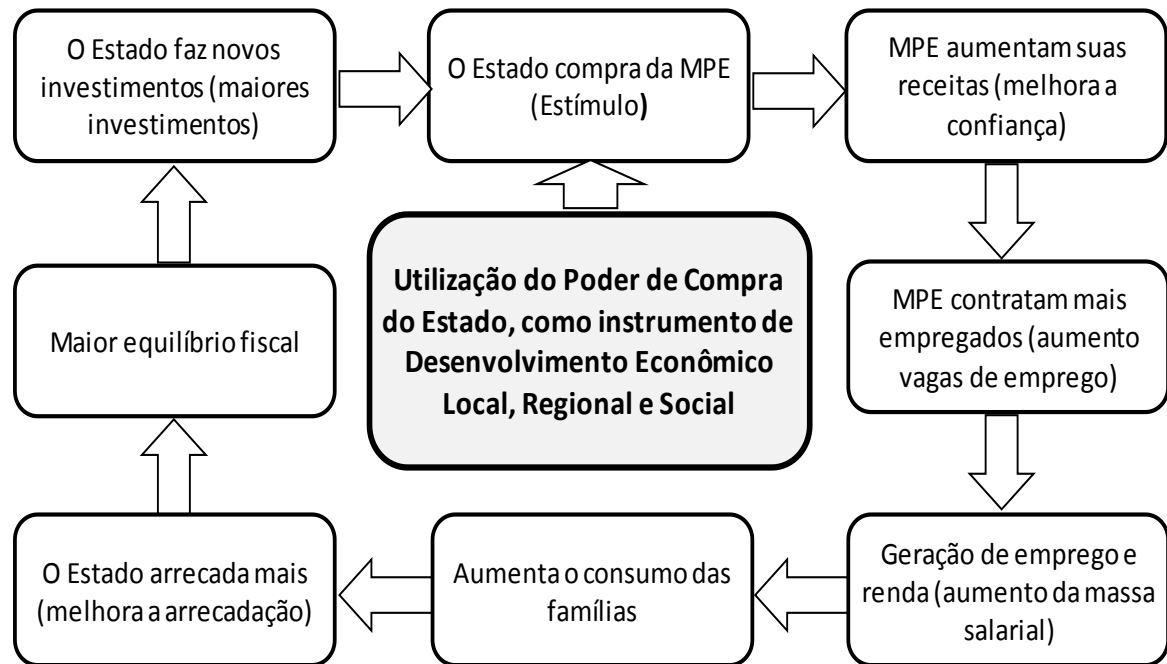 O Estado faz novos
investimentos (maiores
investimentos)
O Estado compra da MPE
(Estímulo)
MPE aumentam suas
receitas (melhora a
confiança)
Utilização do Poder de Compra
do Estado, como instrumento de
Desenvolvimento Econômico
Local, Regional e Social
Maior equilíbrio fiscal
MPE contratam mais
empregados (aumento
vagas de emprego)
O Estado arrecada mais
(melhora a arrecadação)
Aumenta o consumo das
famílias
Geração de emprego e
renda (aumento da massa
salarial)